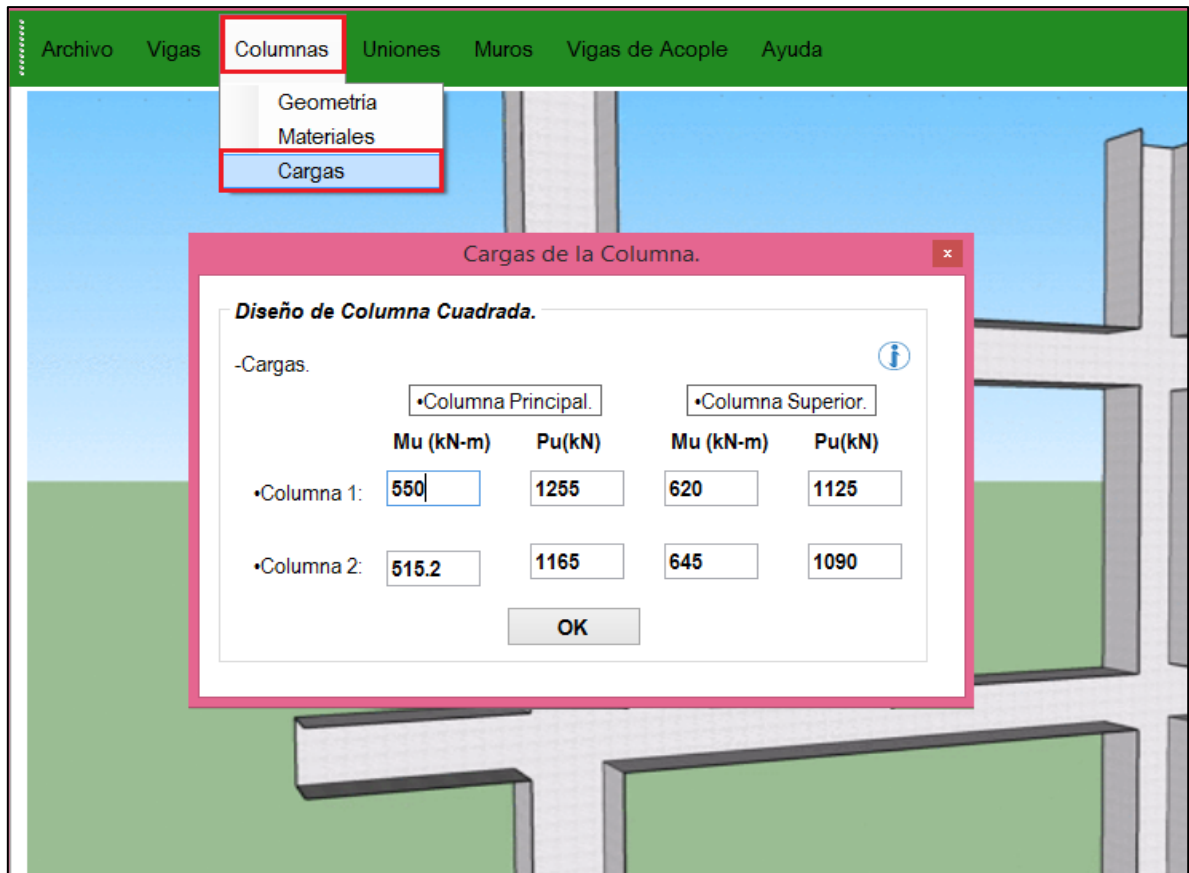 Archivo Vigas Columnas Uniones Muros Vigas de Acople Ayuda
Geometría
Materiales
Cargas
Cargas de la Columna.
x
Diseño de Columna Cuadrada.
-Cargas.
i
•Columna Principal. •Columna Superior.
Mu (kN-m) Pu(kN) Mu (kN-m) Pu(kN)
•Columna 1: 550 1255 620 1125
•Columna 2: 515.2 1165 645 1090
OK